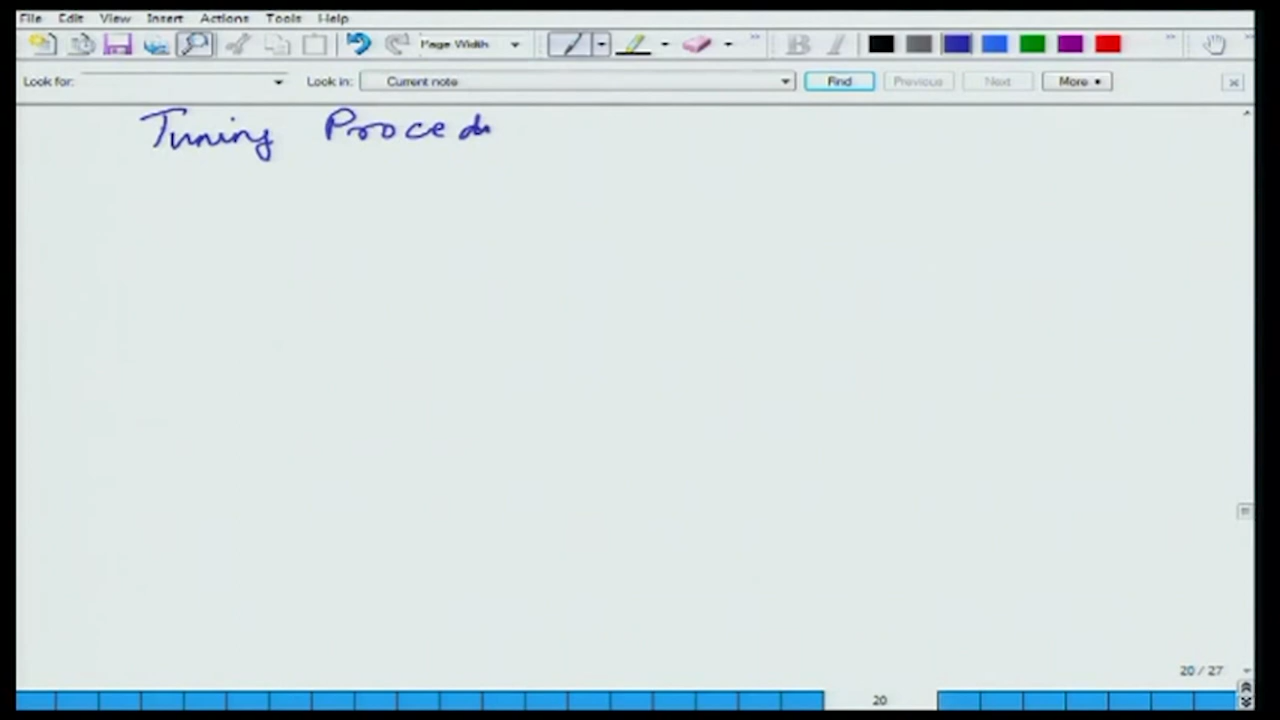 File Edit View Insert Actions Tools Help
Page Width
Look for: Look in: Current note Find Previous Next More
Tuning Proced
20 / 27
20